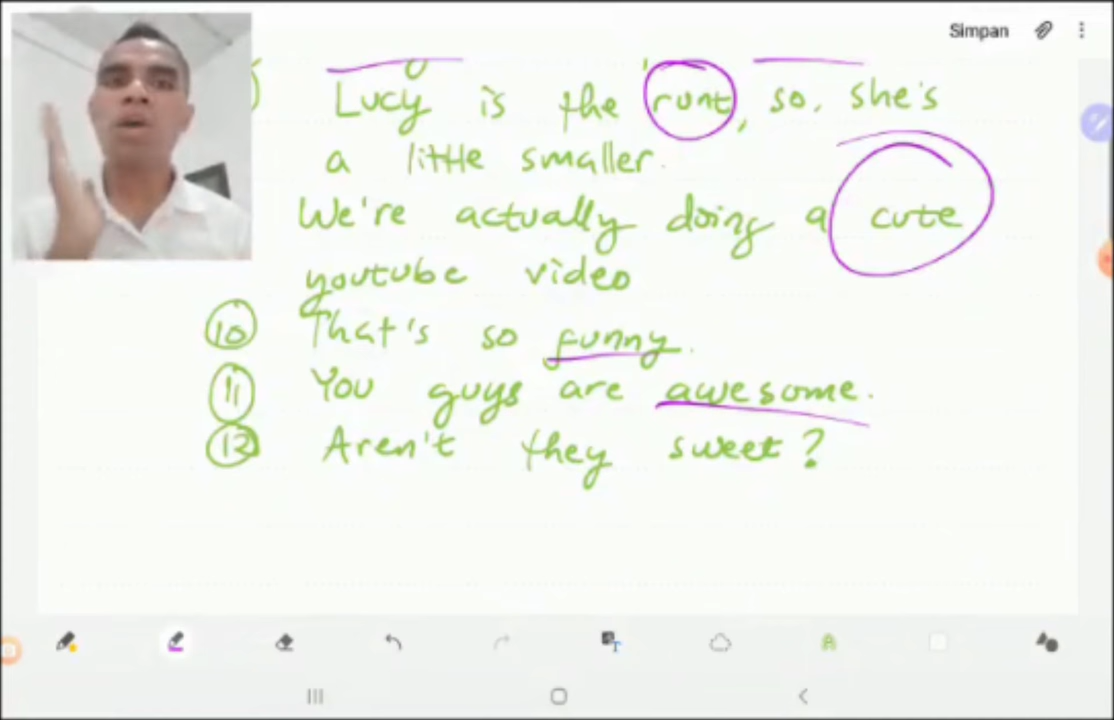 Simpan
Lucy is the runt, so, she's
a little smaller.
We're actually doing a cute
youtube video
10 That's so funny.
11 You guys are awesome.
12 Aren't they sweet?